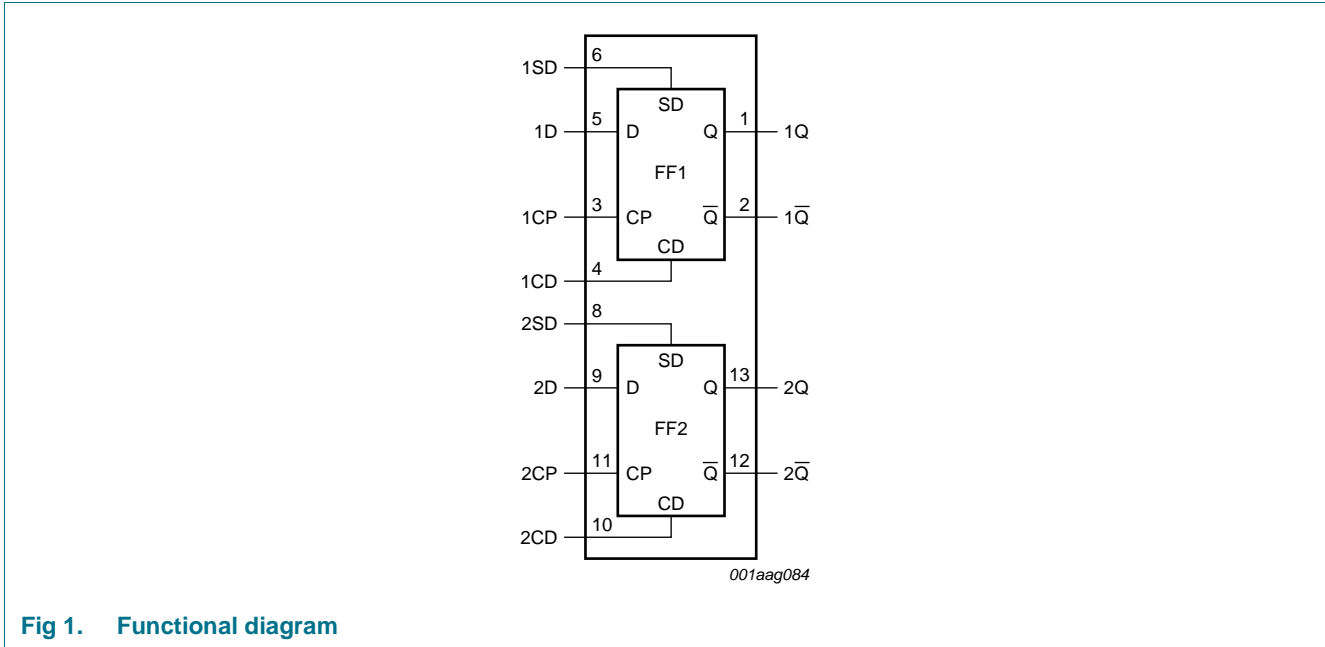 6
1SD
SD
5
1
1D
D
Q
1Q
FF1
3
2
1CP
CP
Q̅
1Q̅
CD
4
1CD
8
2SD
SD
9
13
2D
D
Q
2Q
FF2
11
12
2CP
CP
Q̅
2Q̅
CD
10
2CD
001aag084
Fig 1. Functional diagram